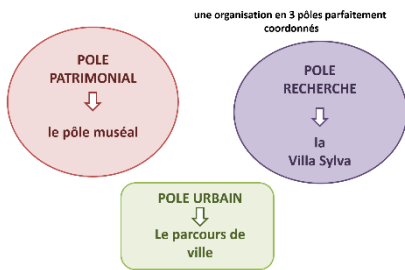 une organisation en 3 pôles parfaitement
coordonnés
POLE
PATRIMONIAL
le pôle muséal
POLE
RECHERCHE
la
Villa Sylva
POLE URBAIN
Le parcours de
ville